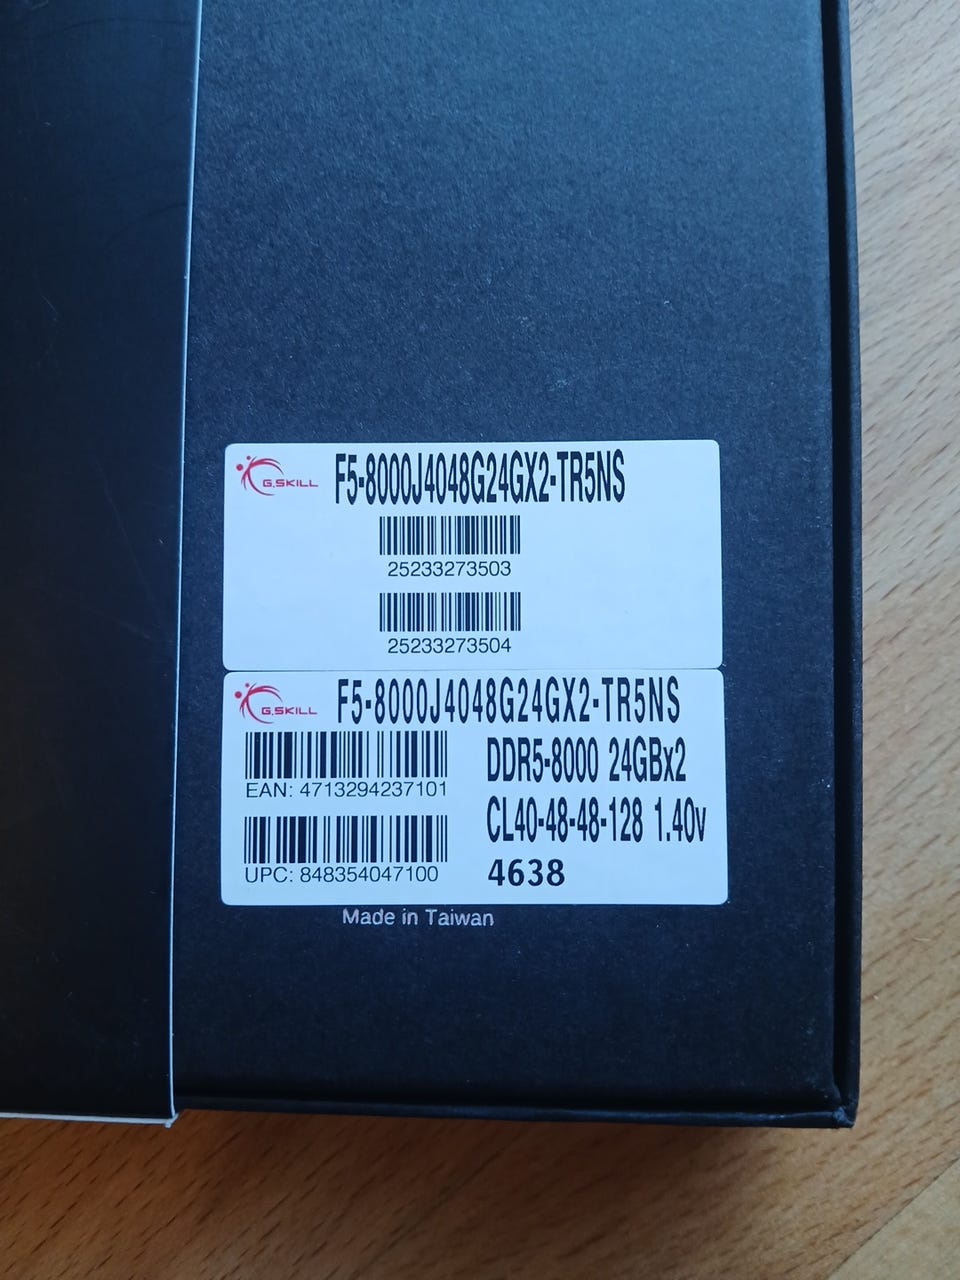 G.SKILL F5-8000J4048G24GX2-TR5NS
25233273503
25233273504
G.SKILL F5-8000J4048G24GX2-TR5NS
EAN: 4713294237101
UPC: 848354047100
DDR5-8000 24GBx2
CL40-48-48-128 1.40v
4638
Made in Taiwan